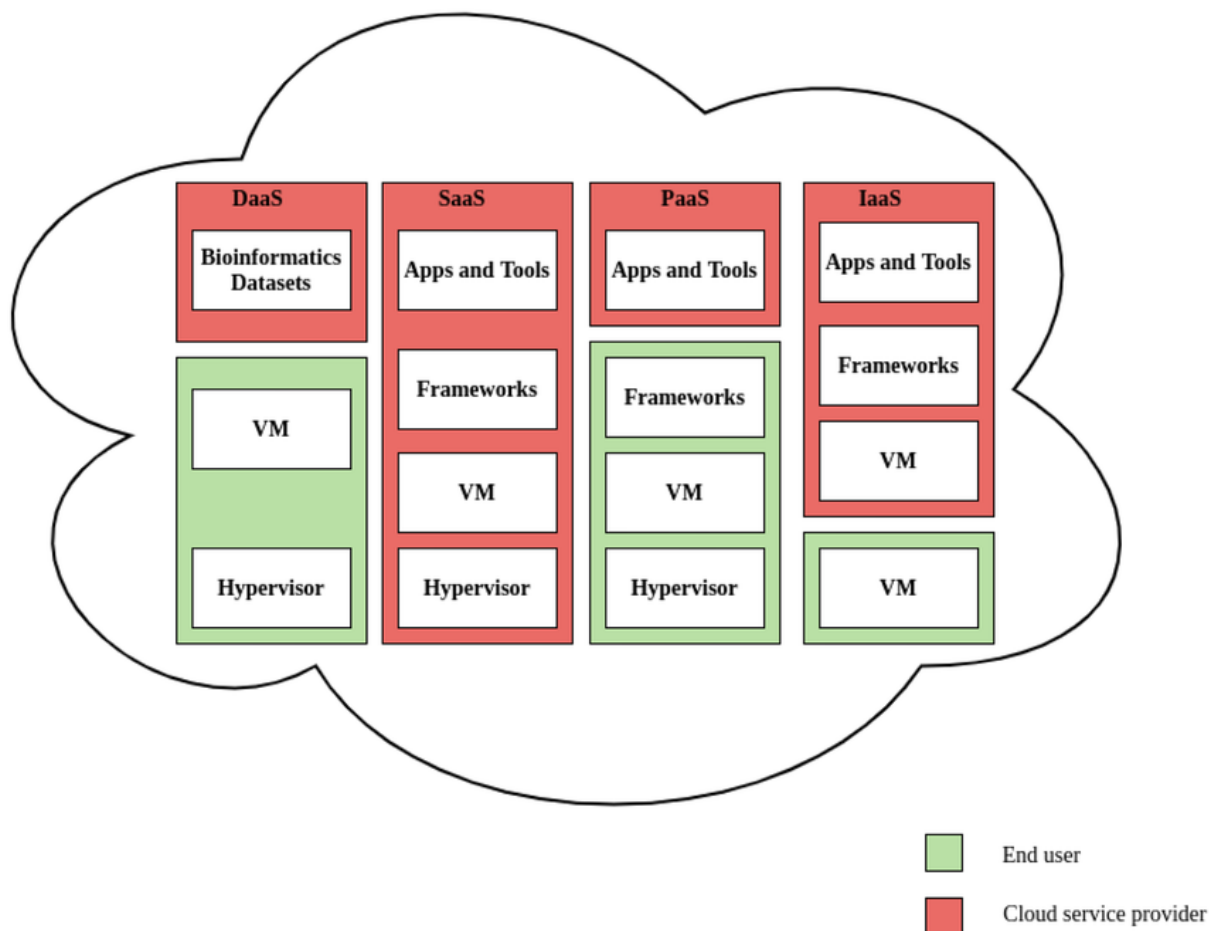 DaaS
Bioinformatics
Datasets
VM
Hypervisor
SaaS
Apps and Tools
Frameworks
VM
Hypervisor
PaaS
Apps and Tools
Frameworks
VM
Hypervisor
IaaS
Apps and Tools
Frameworks
VM
VM
End user
Cloud service provider